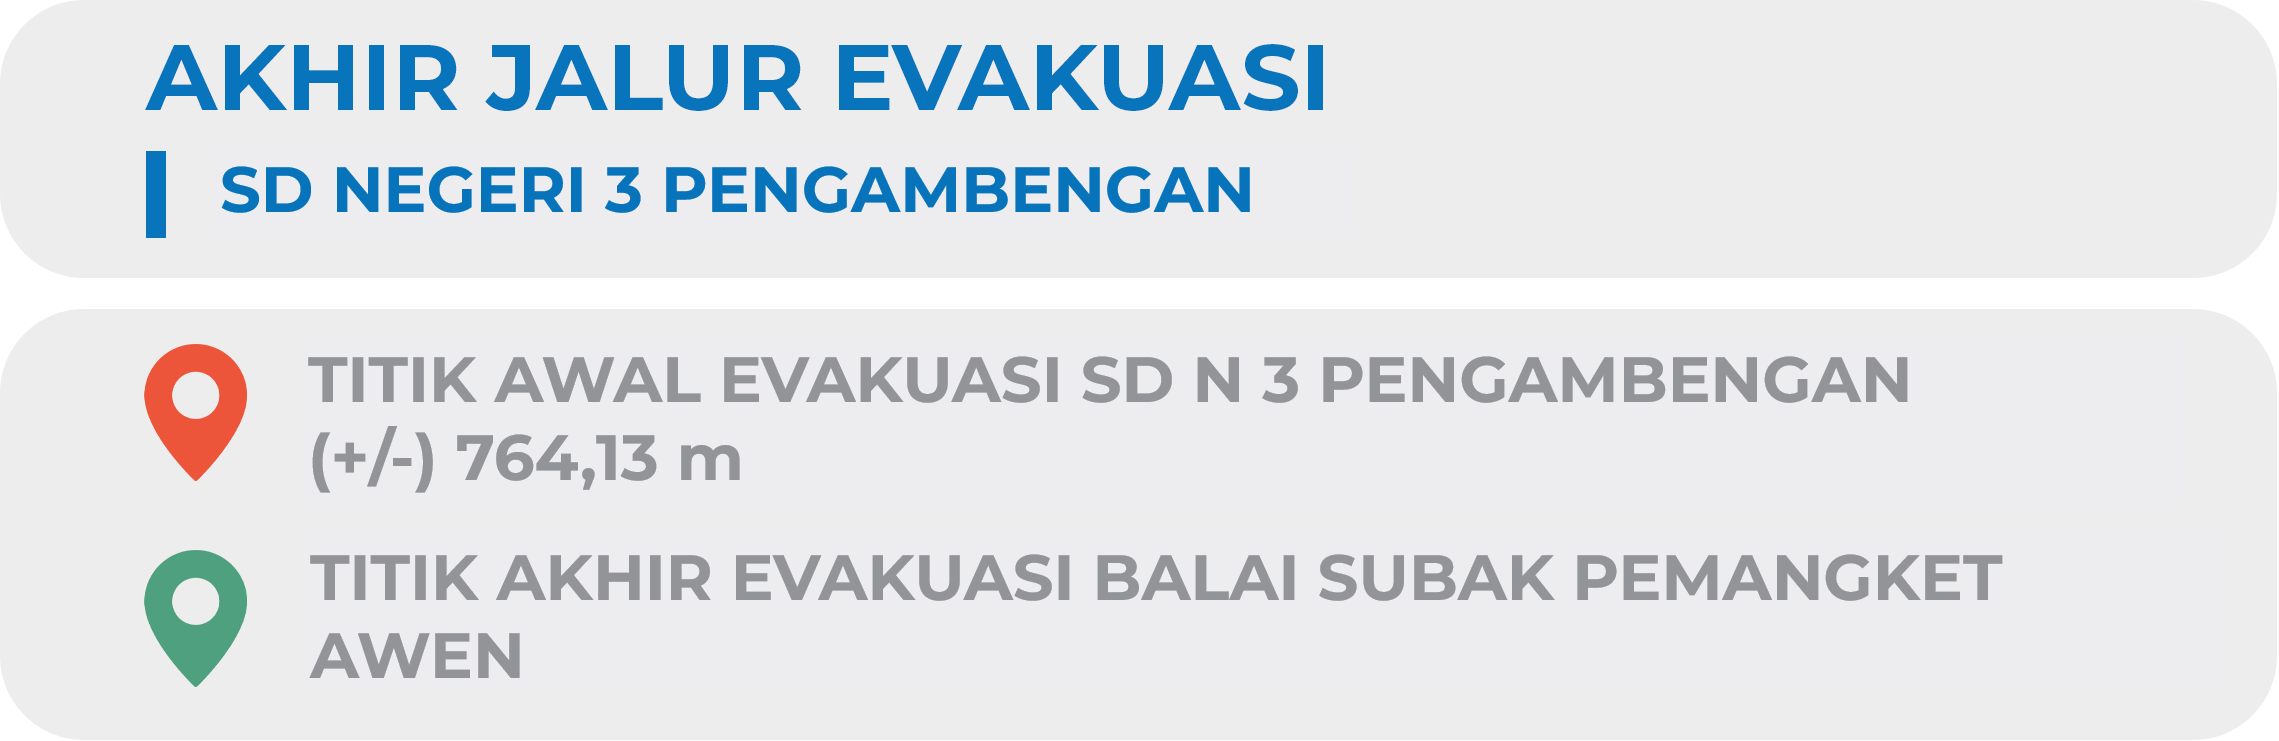 AKHIR JALUR EVAKUASI
SD NEGERI 3 PENGAMBENGAN
TITIK AWAL EVAKUASI SD N 3 PENGAMBENGAN
(+/-) 764,13 m
TITIK AKHIR EVAKUASI BALAI SUBAK PEMANGKET
AWEN